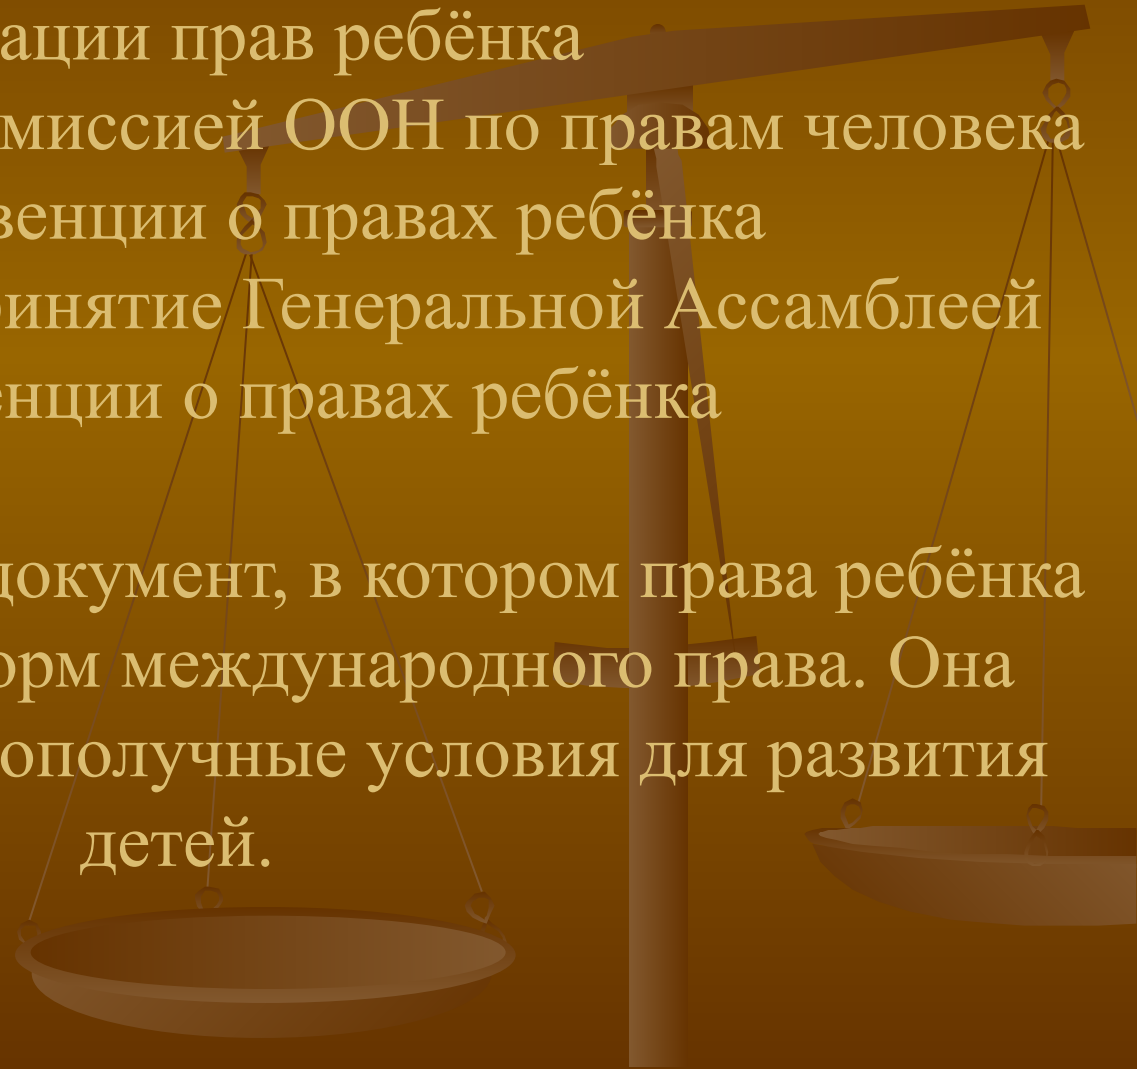 ации прав ребёнка
миссией ООН по правам человека
венции о правах ребёнка
ринятие Генеральной Ассамблеей
енции о правах ребёнка
документ, в котором права ребёнка
орм международного права. Она
ополучные условия для развития
детей.